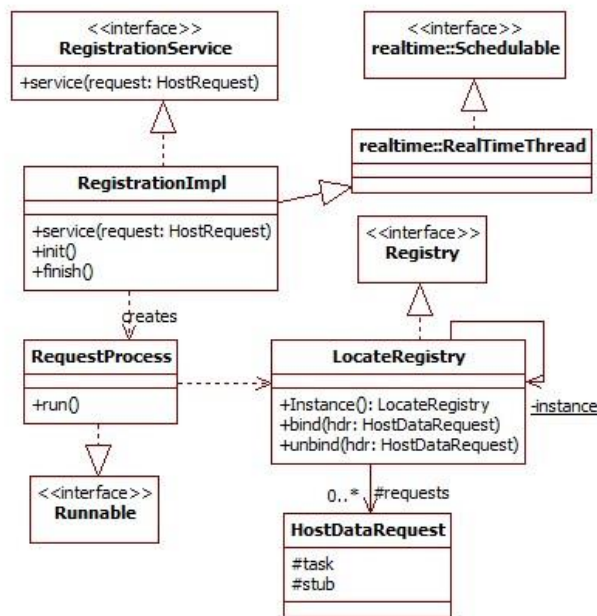 <<interface>>
RegistrationService
+service(request: HostRequest)
<<interface>>
realtime::Schedulable
realtime::RealTimeThread
RegistrationImpl
+service(request: HostRequest)
+init()
+finish()
<<interface>>
Registry
creates
RequestProcess
+run()
LocateRegistry
+Instance(): LocateRegistry
+bind(hdr: HostDataRequest)
+unbind(hdr: HostDataRequest)
-instance
<<interface>>
Runnable
0..*
#requests
HostDataRequest
#task
#stub